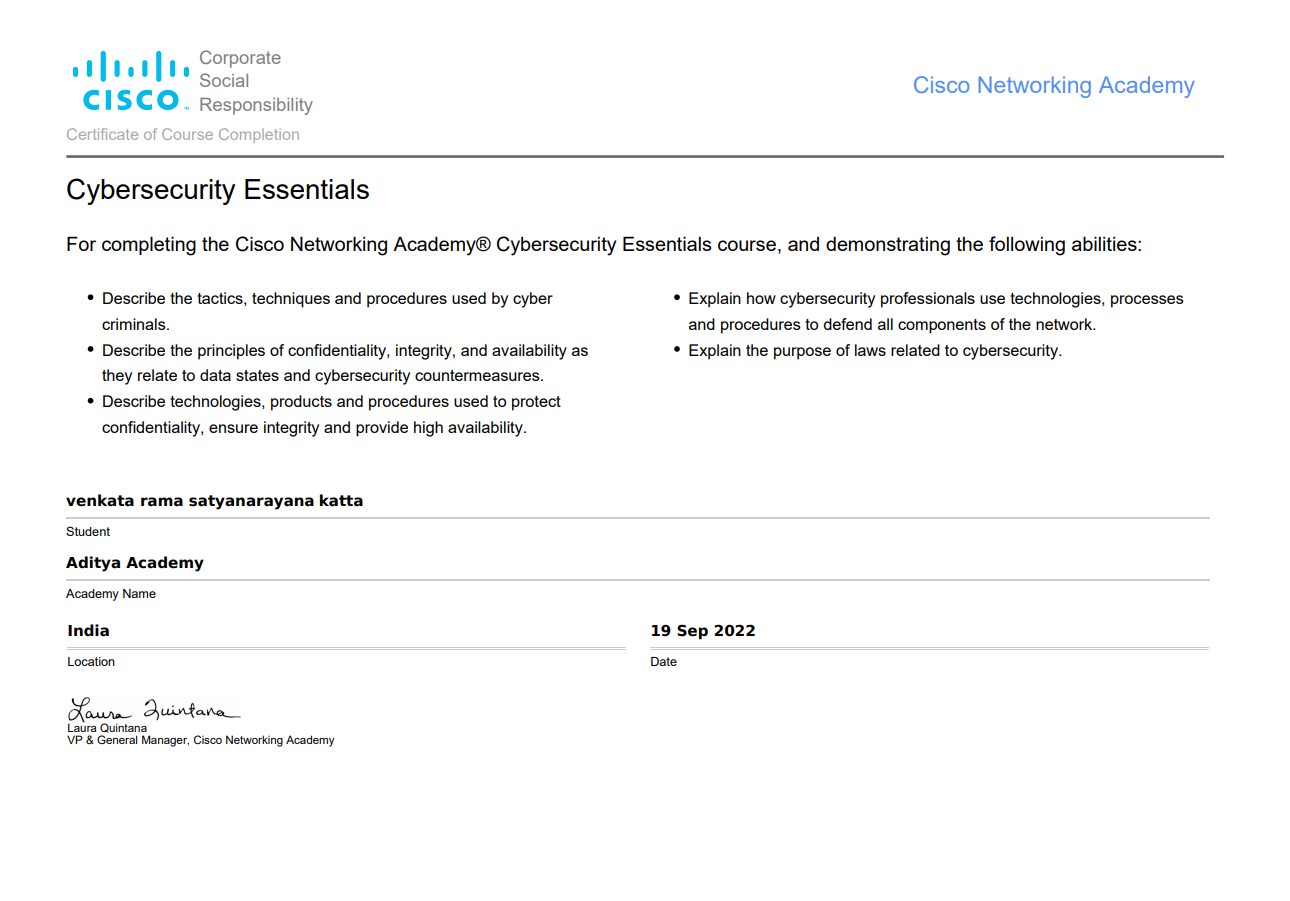 Corporate
Social
Responsibility
CISCO™
Cisco Networking Academy
Certificate of Course Completion
Cybersecurity Essentials
For completing the Cisco Networking Academy® Cybersecurity Essentials course, and demonstrating the following abilities:
• Describe the tactics, techniques and procedures used by cyber
criminals.
• Describe the principles of confidentiality, integrity, and availability as
they relate to data states and cybersecurity countermeasures.
• Describe technologies, products and procedures used to protect
confidentiality, ensure integrity and provide high availability.
• Explain how cybersecurity professionals use technologies, processes
and procedures to defend all components of the network.
• Explain the purpose of laws related to cybersecurity.
venkata rama satyanarayana katta
Student
Aditya Academy
Academy Name
India
Location
19 Sep 2022
Date
Laura Quintana
Laura Quintana
VP & General Manager, Cisco Networking Academy